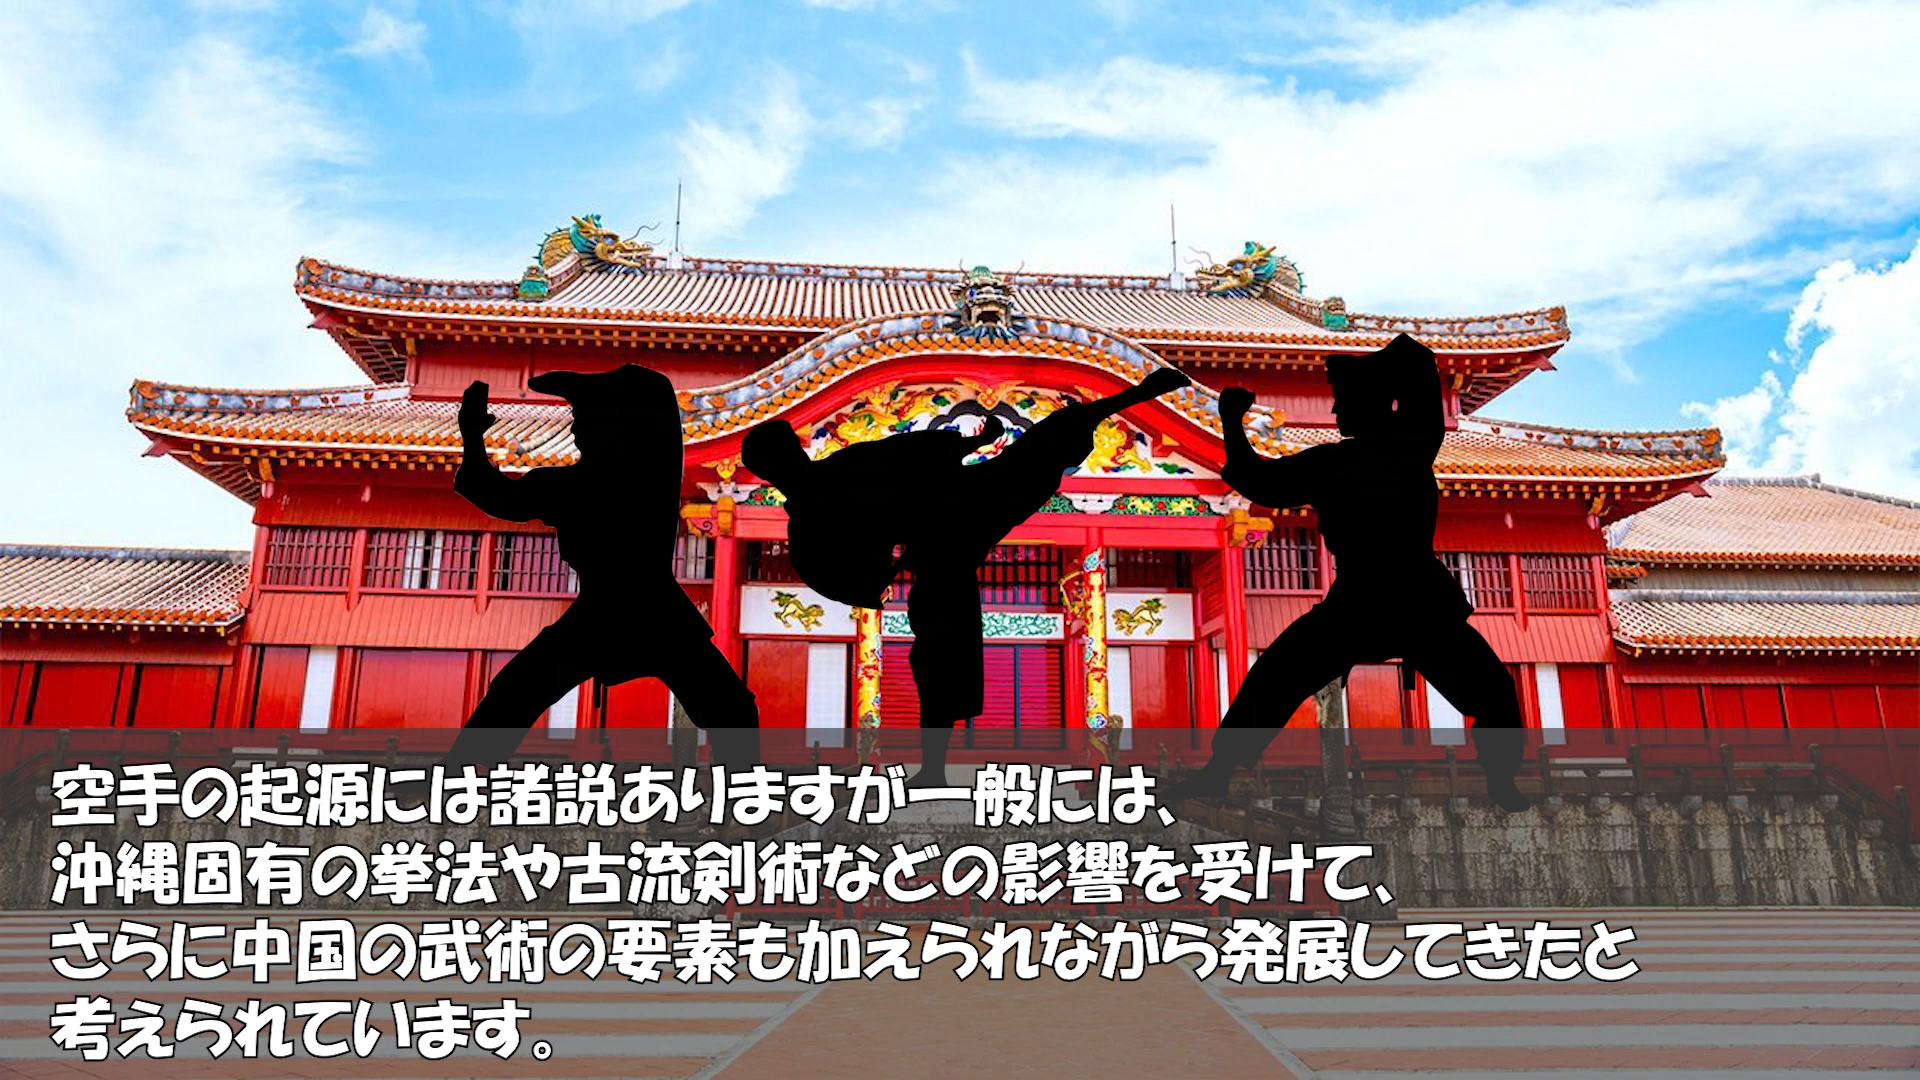 空手の起源には諸説ありますが一般には、
沖縄固有の挙法や古流剣術などの影響を受けて、
さらに中国の武術の要素も加えられながら発展してきたと
考えられています。